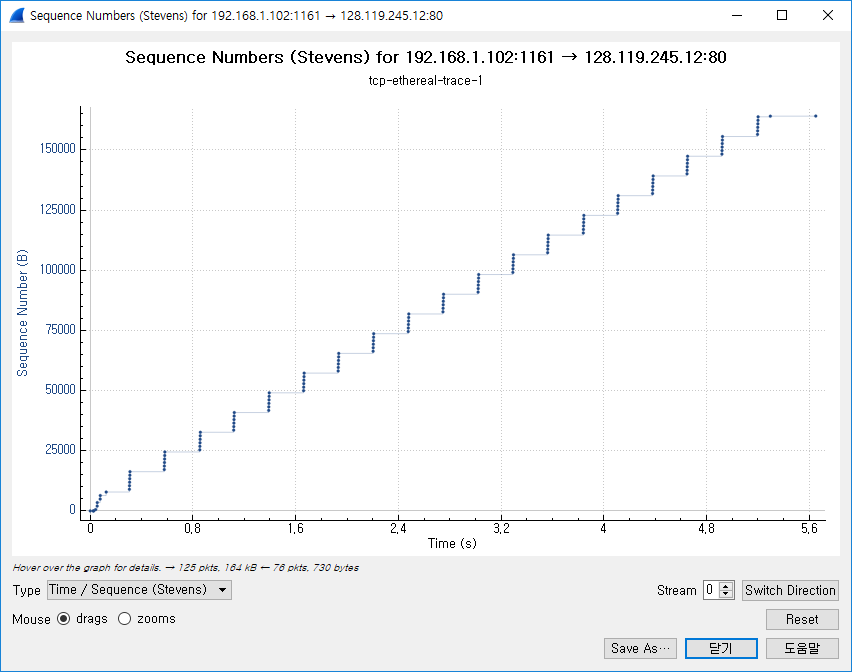 Sequence Numbers (Stevens) for 192.168.1.102:1161 → 128.119.245.12:80
Sequence Numbers (Stevens) for 192.168.1.102:1161 → 128.119.245.12:80
tcp-ethereal-trace-1
Sequence Number (B)
150000
125000
100000
75000
50000
25000
0
0 0,8 1,6 2,4 3,2 4 4,8 5,6
Time (s)
Hover over the graph for details. → 125 pkts, 164 kB ← 76 pkts, 730 bytes
Type Time / Sequence (Stevens) Stream 0 Switch Direction
Mouse drags zooms Reset
Save As… 닫기 도움말